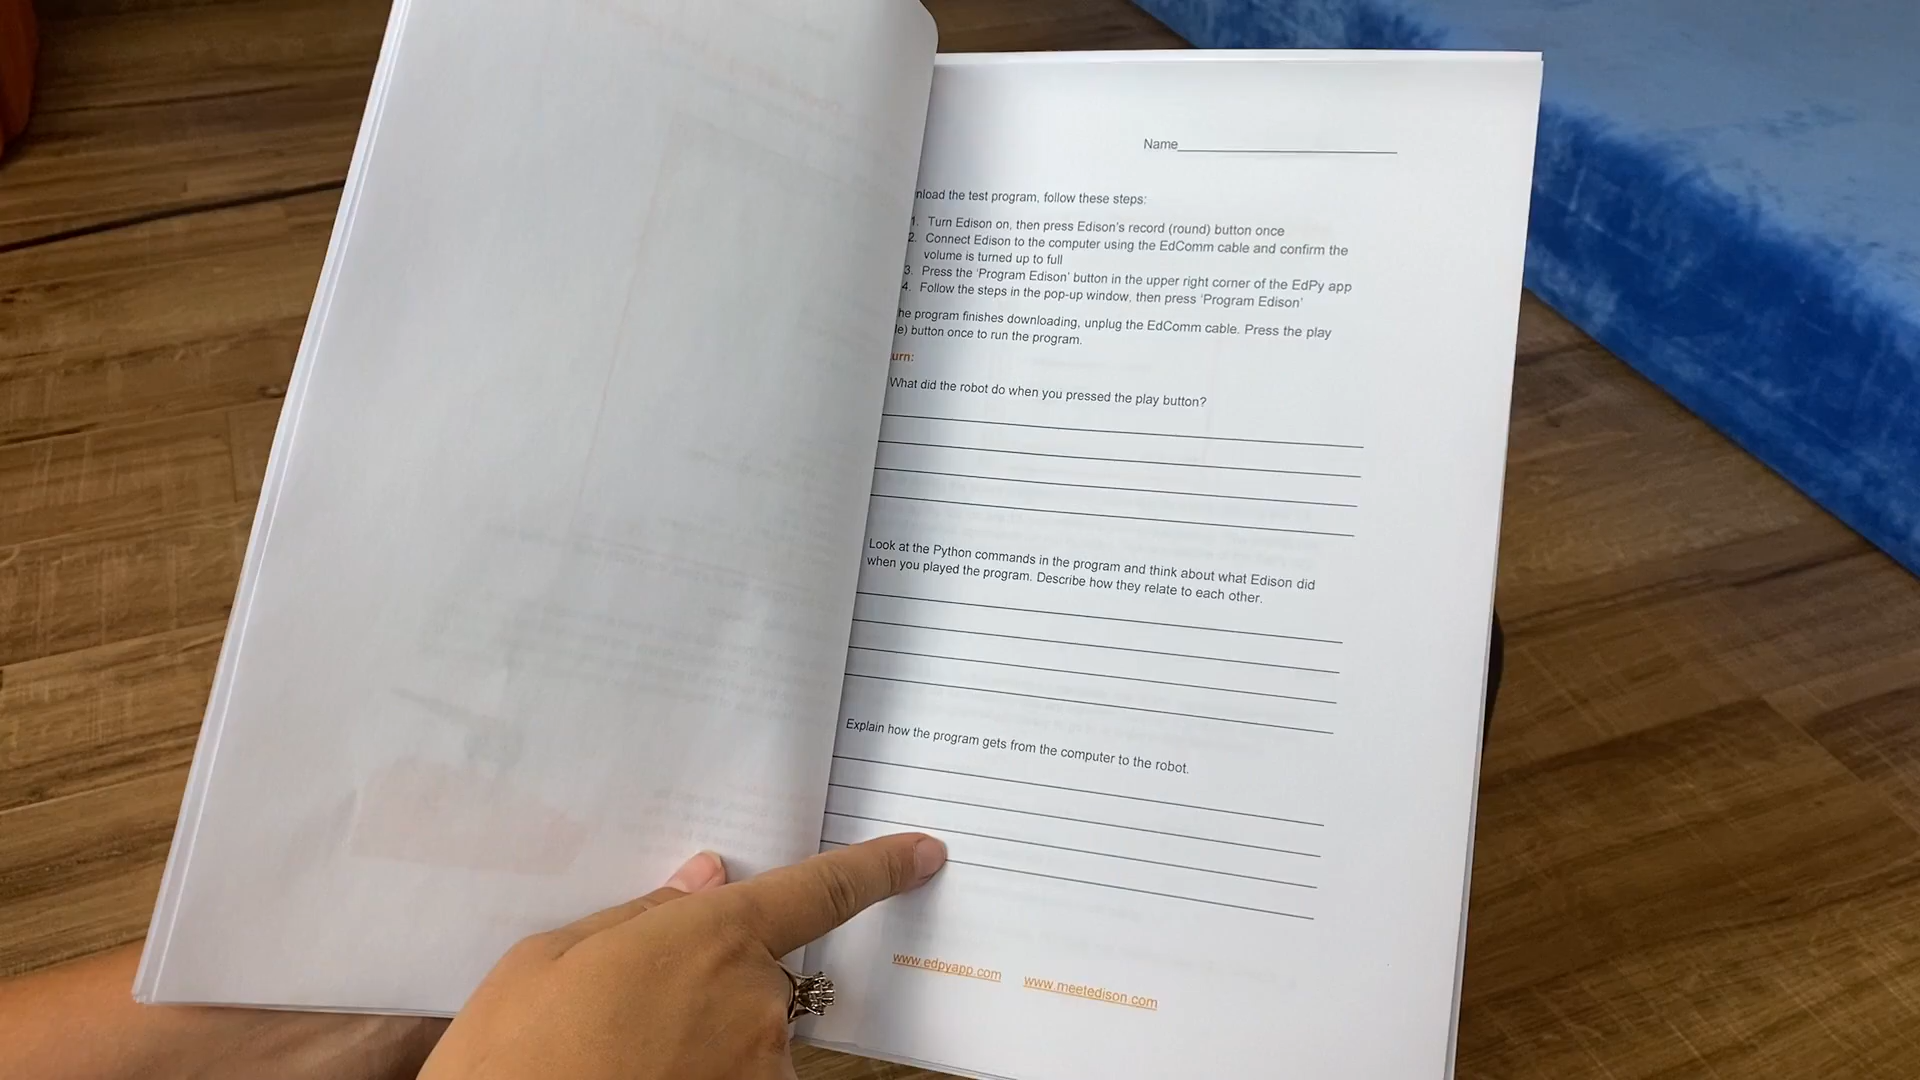 Name
nload the test program, follow these steps:
1. Turn Edison on, then press Edison's record (round) button once
2. Connect Edison to the computer using the EdComm cable and confirm the
volume is turned up to full
3. Press the 'Program Edison' button in the upper right corner of the EdPy app
4. Follow the steps in the pop-up window, then press 'Program Edison'
he program finishes downloading, unplug the EdComm cable. Press the play
le) button once to run the program.
urn:
What did the robot do when you pressed the play button?
Look at the Python commands in the program and think about what Edison did
when you played the program. Describe how they relate to each other.
Explain how the program gets from the computer to the robot.
www.edpyapp.com www.meetedison.com